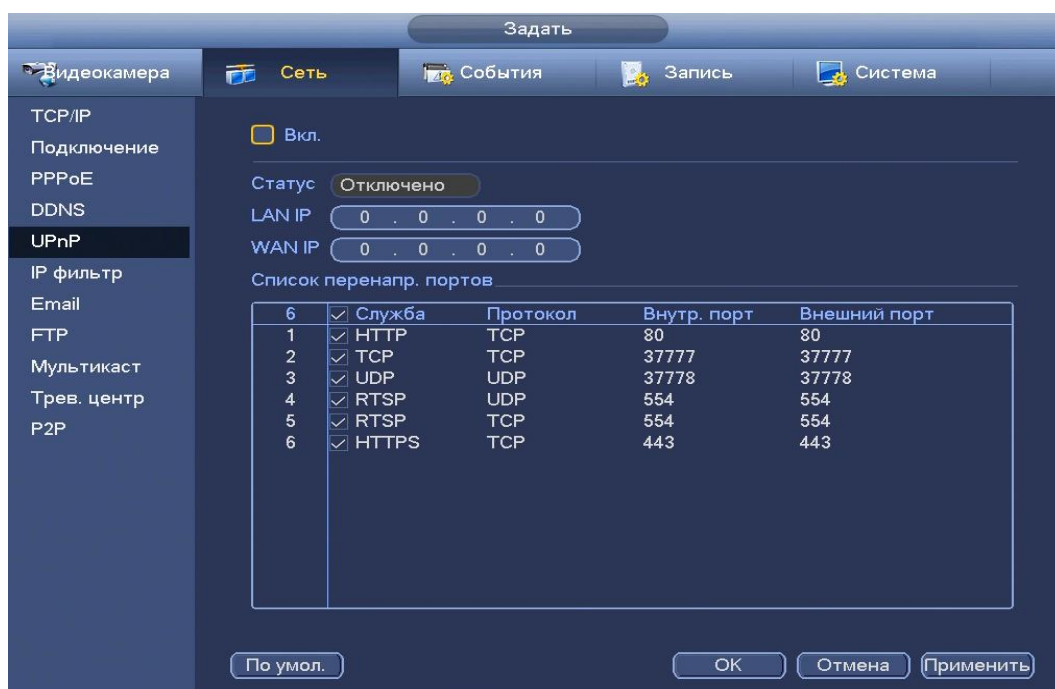 Задать
Видеокамера Сеть События Запись Система
TCP/IP
Подключение
PPPoE
DDNS
UPnP
IP фильтр
Email
FTP
Мультикаст
Трев. центр
P2P
Вкл.
Статус Отключено
LAN IP 0 . 0 . 0 . 0
WAN IP 0 . 0 . 0 . 0
Список перенапр. портов
6 Служба Протокол Внутр. порт Внешний порт
1 HTTP TCP 80 80
2 TCP TCP 37777 37777
3 UDP UDP 37778 37778
4 RTSP UDP 554 554
5 RTSP TCP 554 554
6 HTTPS TCP 443 443
По умол. OK Отмена Применить